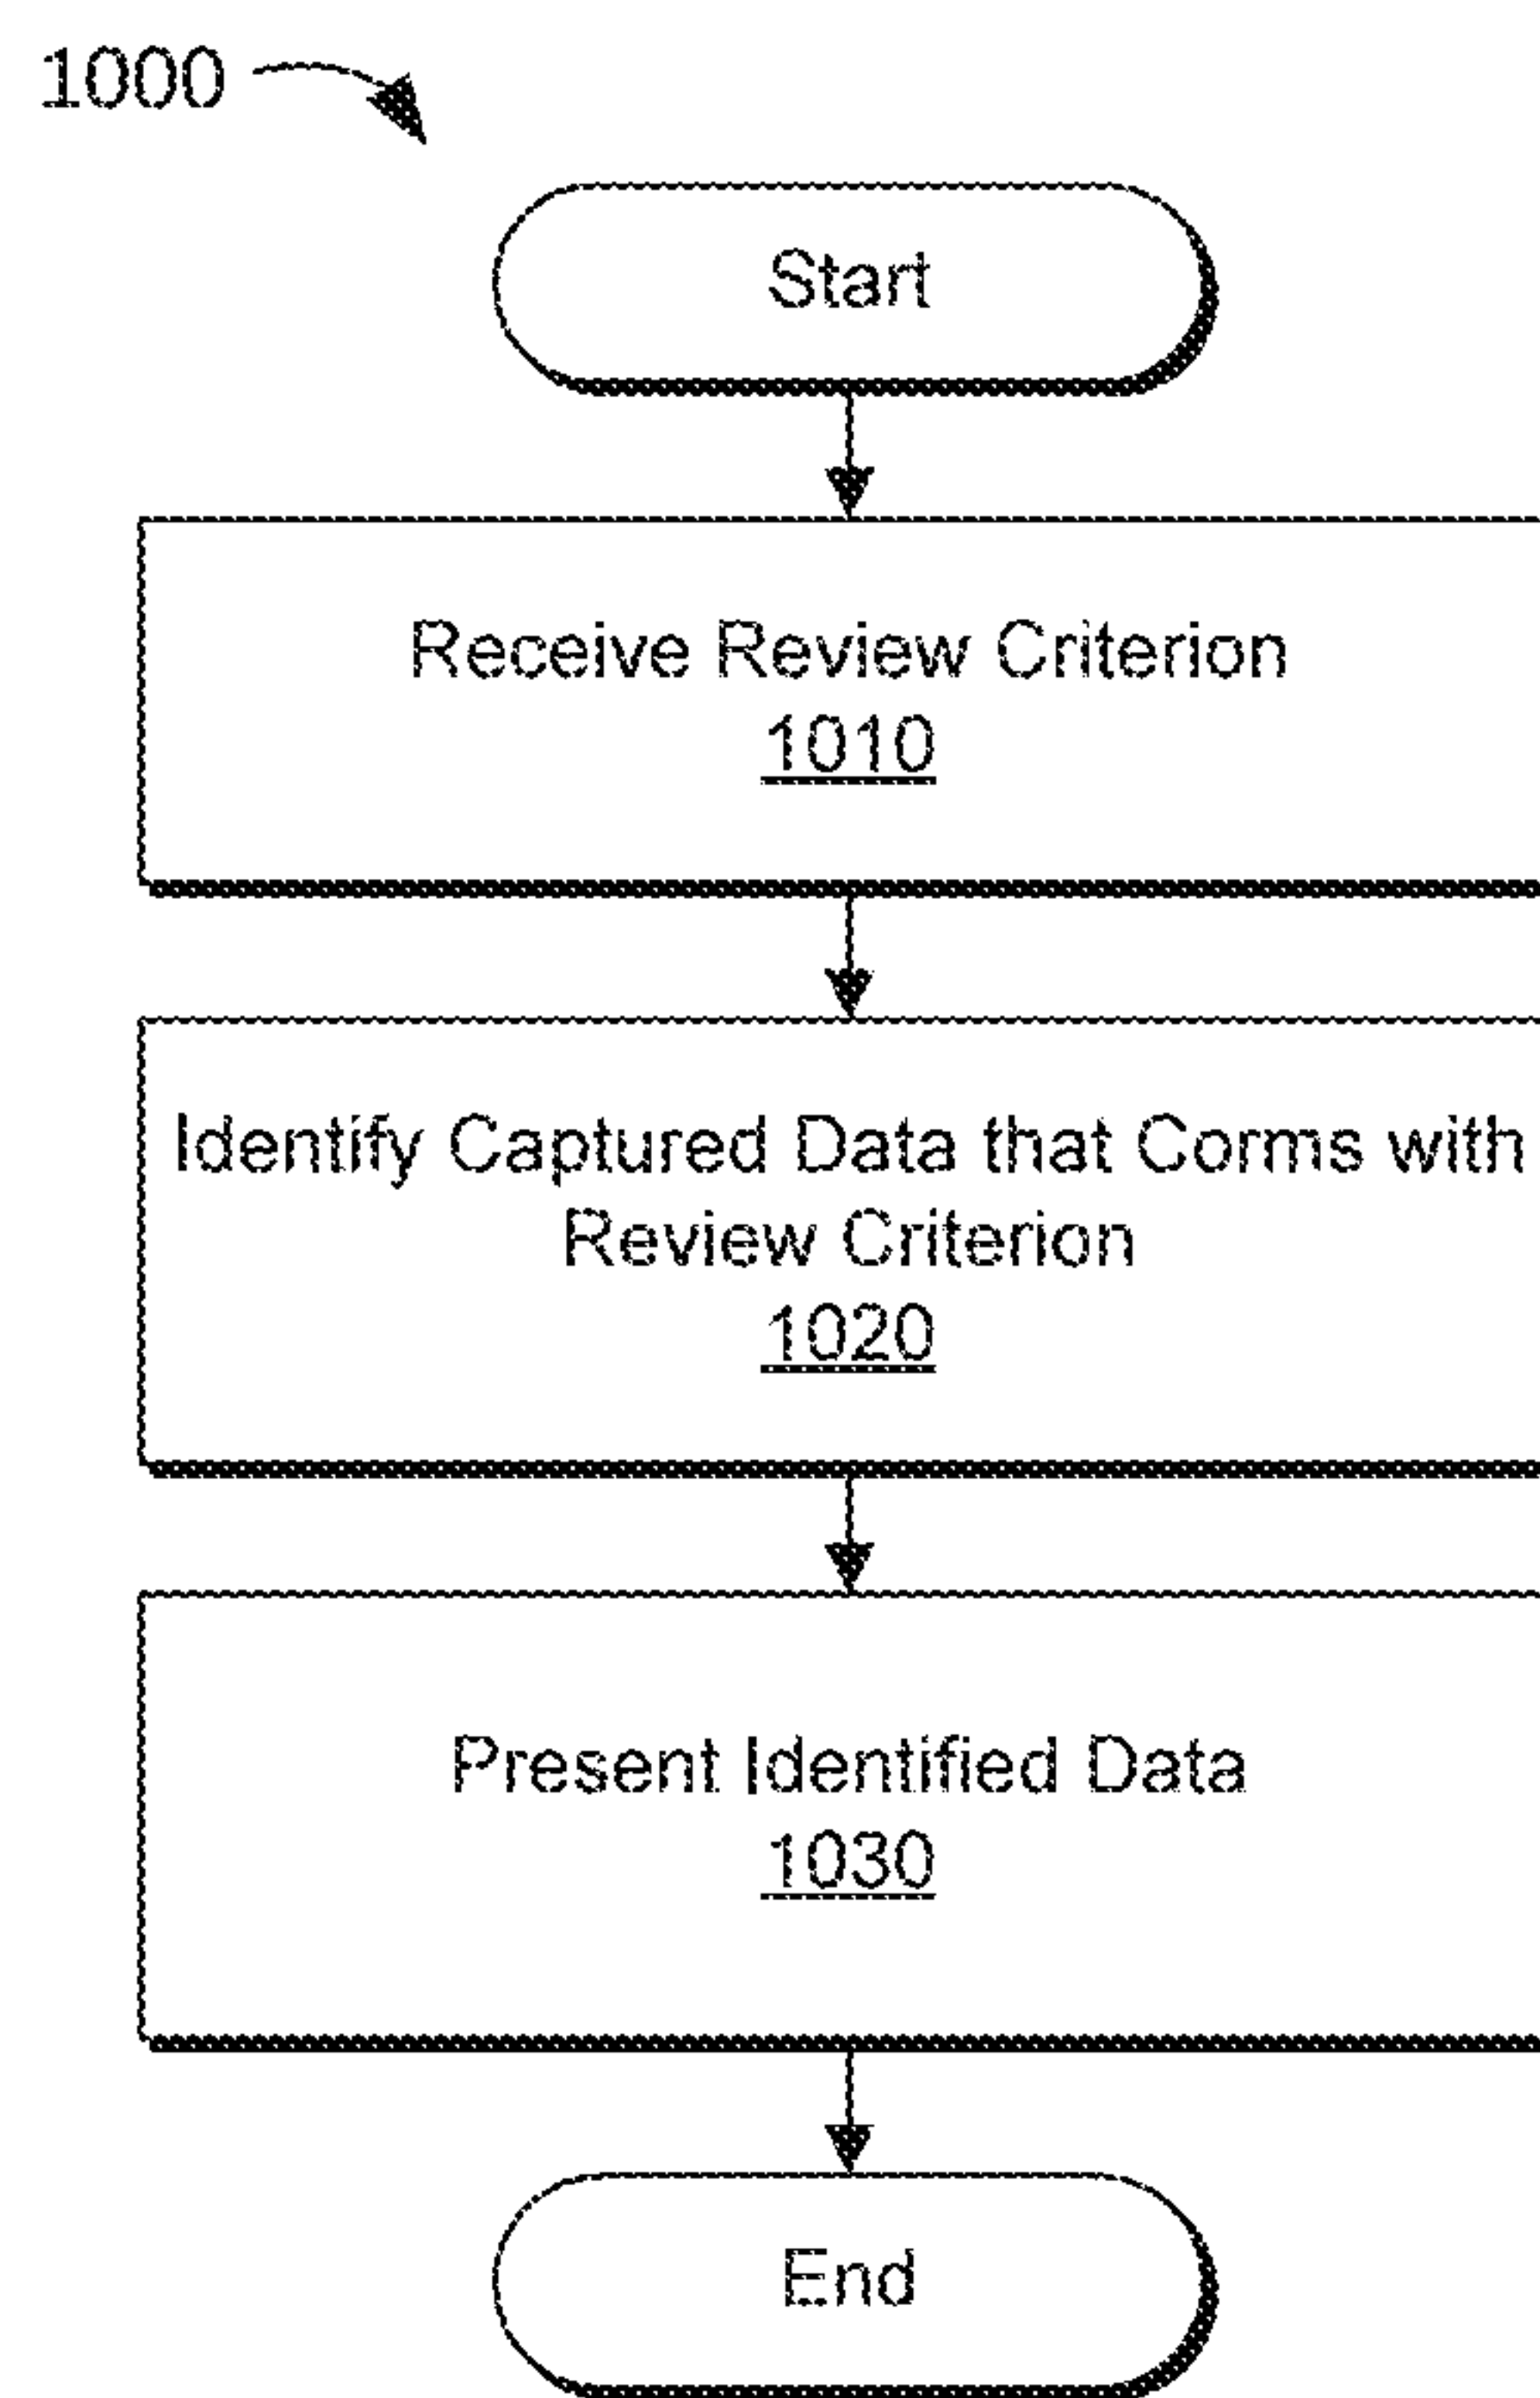 1000
Start
Receive Review Criterion
1010
Identify Captured Data that Corms with
Review Criterion
1020
Present Identified Data
1030
End